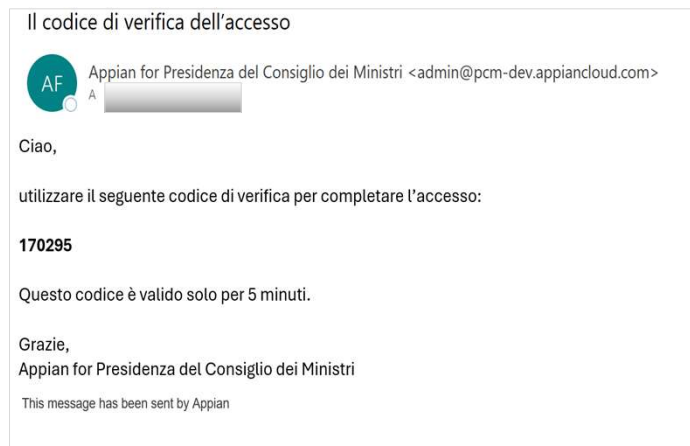 Il codice di verifica dell'accesso
AF
Appian for Presidenza del Consiglio dei Ministri <admin@pcm-dev.appiancloud.com>
A
Ciao,
utilizzare il seguente codice di verifica per completare l'accesso:
170295
Questo codice è valido solo per 5 minuti.
Grazie,
Appian for Presidenza del Consiglio dei Ministri
This message has been sent by Appian